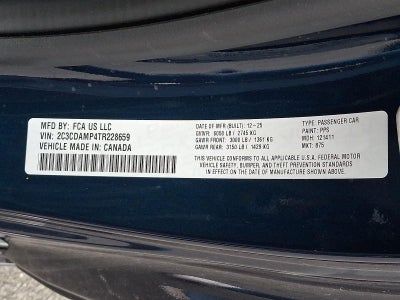 MFD BY: FCA US LLC
VIN: 2C3CDAMP4TR228659
VEHICLE MADE IN: CANADA
DATE OF MFR (BUILT): 12-25
GVWR: 6050 LB / 2745 KG
GAWR FRONT: 3000 LB / 1361 KG
GAWR REAR: 3150 LB / 1429 KG
TYPE: PASSENGER CAR
PAINT: PPS
MDH: 121411
MKT: 875
THIS VEHICLE CONFORMS TO ALL APPLICABLE U.S.A. FEDERAL MOTOR
VEHICLE SAFETY, BUMPER, AND THEFT PREVENTION STANDARDS
IN EFFECT ON THE DATE OF MANUFACTURE SHOWN ABOVE